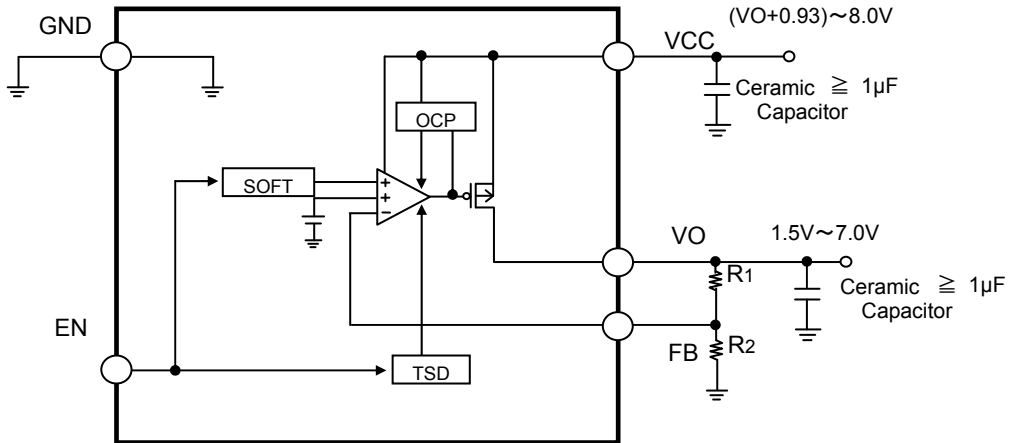 GND
VCC
(VO+0.93)～8.0V
Ceramic ≧ 1µF
Capacitor
OCP
SOFT
+
+
−
VO
1.5V～7.0V
R1
Ceramic ≧ 1µF
Capacitor
EN
FB
R2
TSD